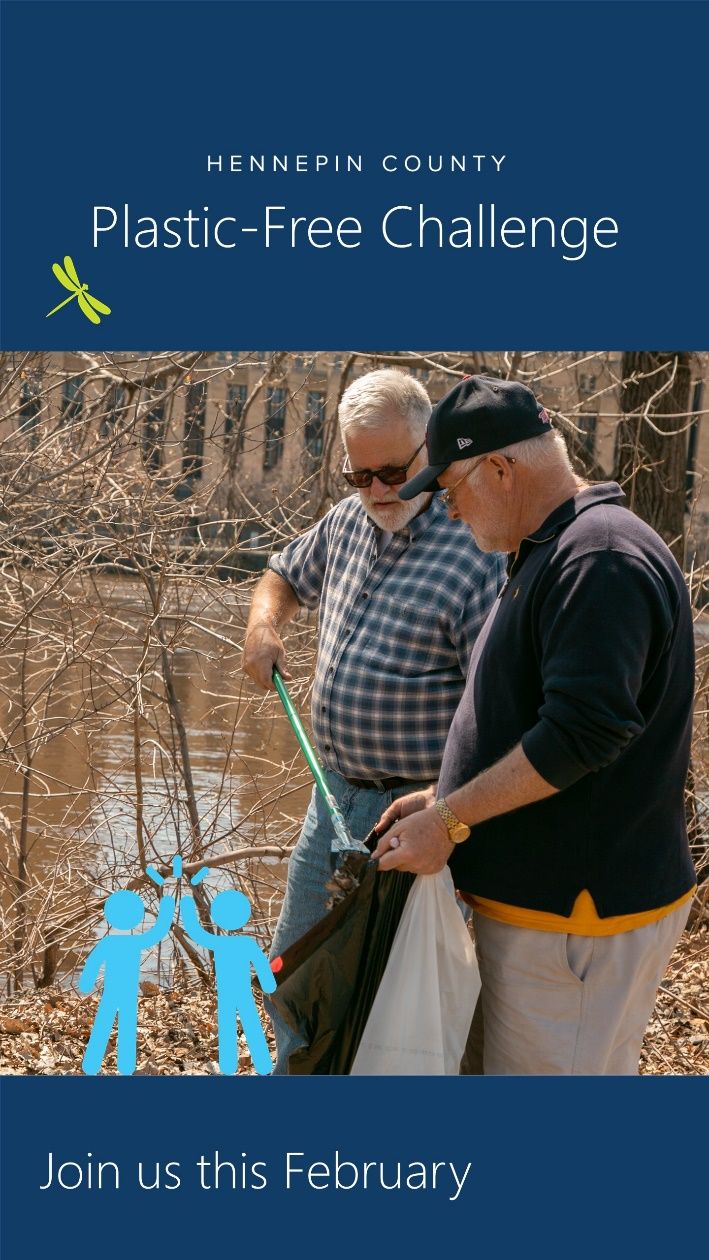 HENNEPIN COUNTY
Plastic-Free Challenge
Join us this February